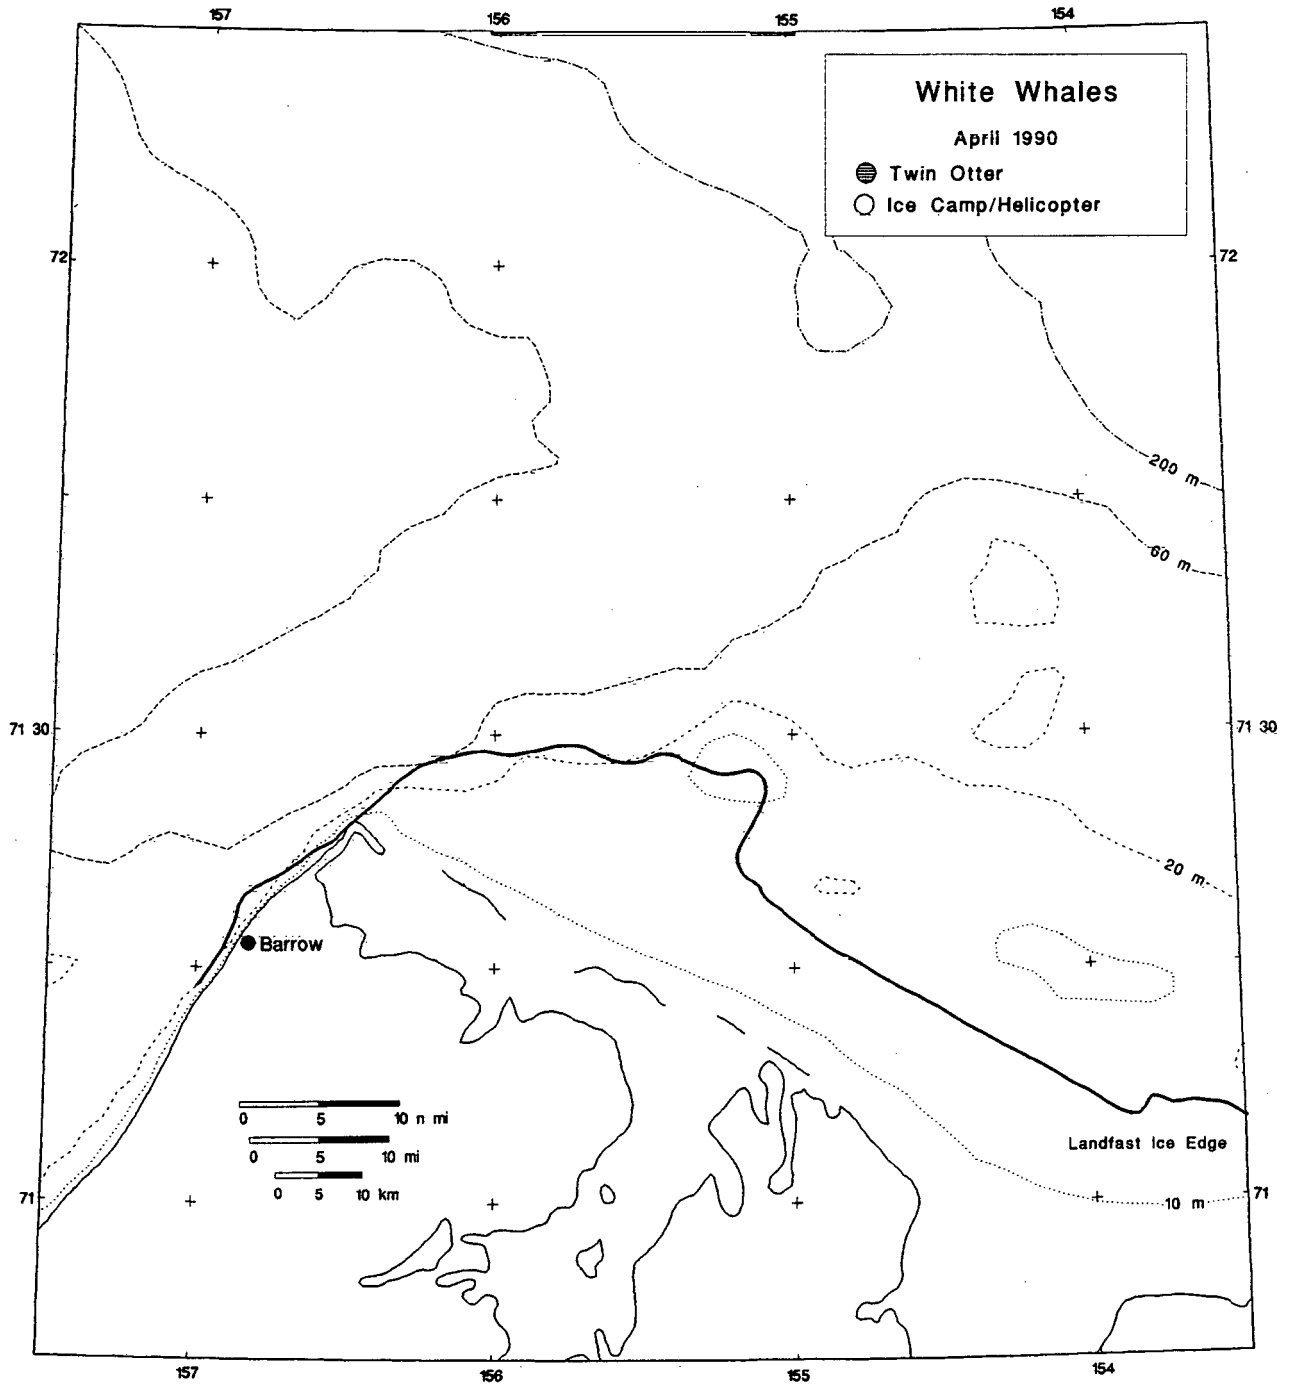 157 156 155 154
White Whales
April 1990
Twin Otter
Ice Camp/Helicopter
72 72
200 m
60 m
71 30 71 30
20 m
Barrow
0 5 10 n mi
0 5 10 mi
0 5 10 km
Landfast Ice Edge
71 71
10 m
157 156 155 154